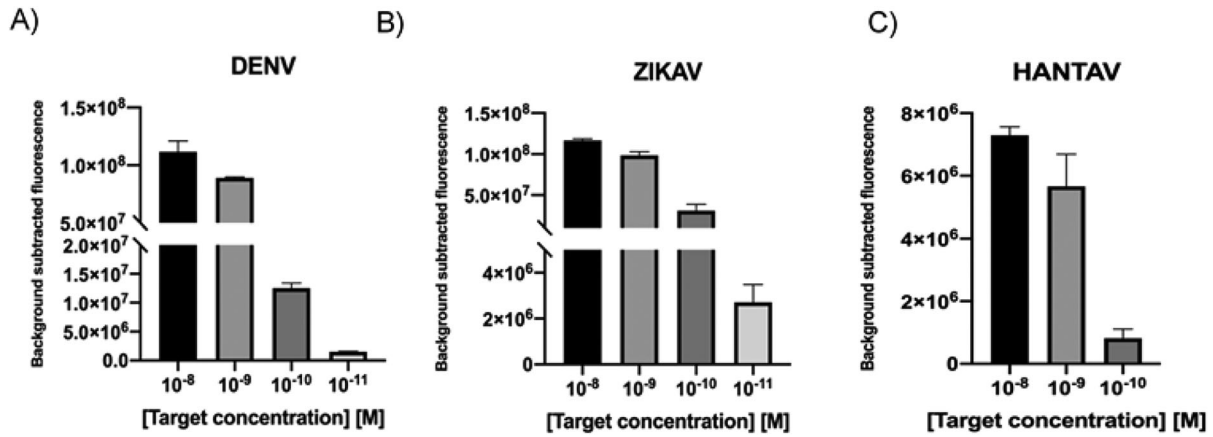 A)
DENV
Background subtracted fluorescence
1.5×10⁸
1.0×10⁸
5.0×10⁷
2.0×10⁷
1.5×10⁷
1.0×10⁷
5.0×10⁶
0.0
10⁻⁸ 10⁻⁹ 10⁻¹⁰ 10⁻¹¹
[Target concentration] [M]
B)
ZIKAV
Background subtracted fluorescence
1.5×10⁸
1.0×10⁸
5×10⁷
4×10⁶
2×10⁶
0
10⁻⁸ 10⁻⁹ 10⁻¹⁰ 10⁻¹¹
[Target concentration] [M]
C)
HANTAV
Background subtracted fluorescence
8×10⁶
6×10⁶
4×10⁶
2×10⁶
0
10⁻⁸ 10⁻⁹ 10⁻¹⁰
[Target concentration] [M]